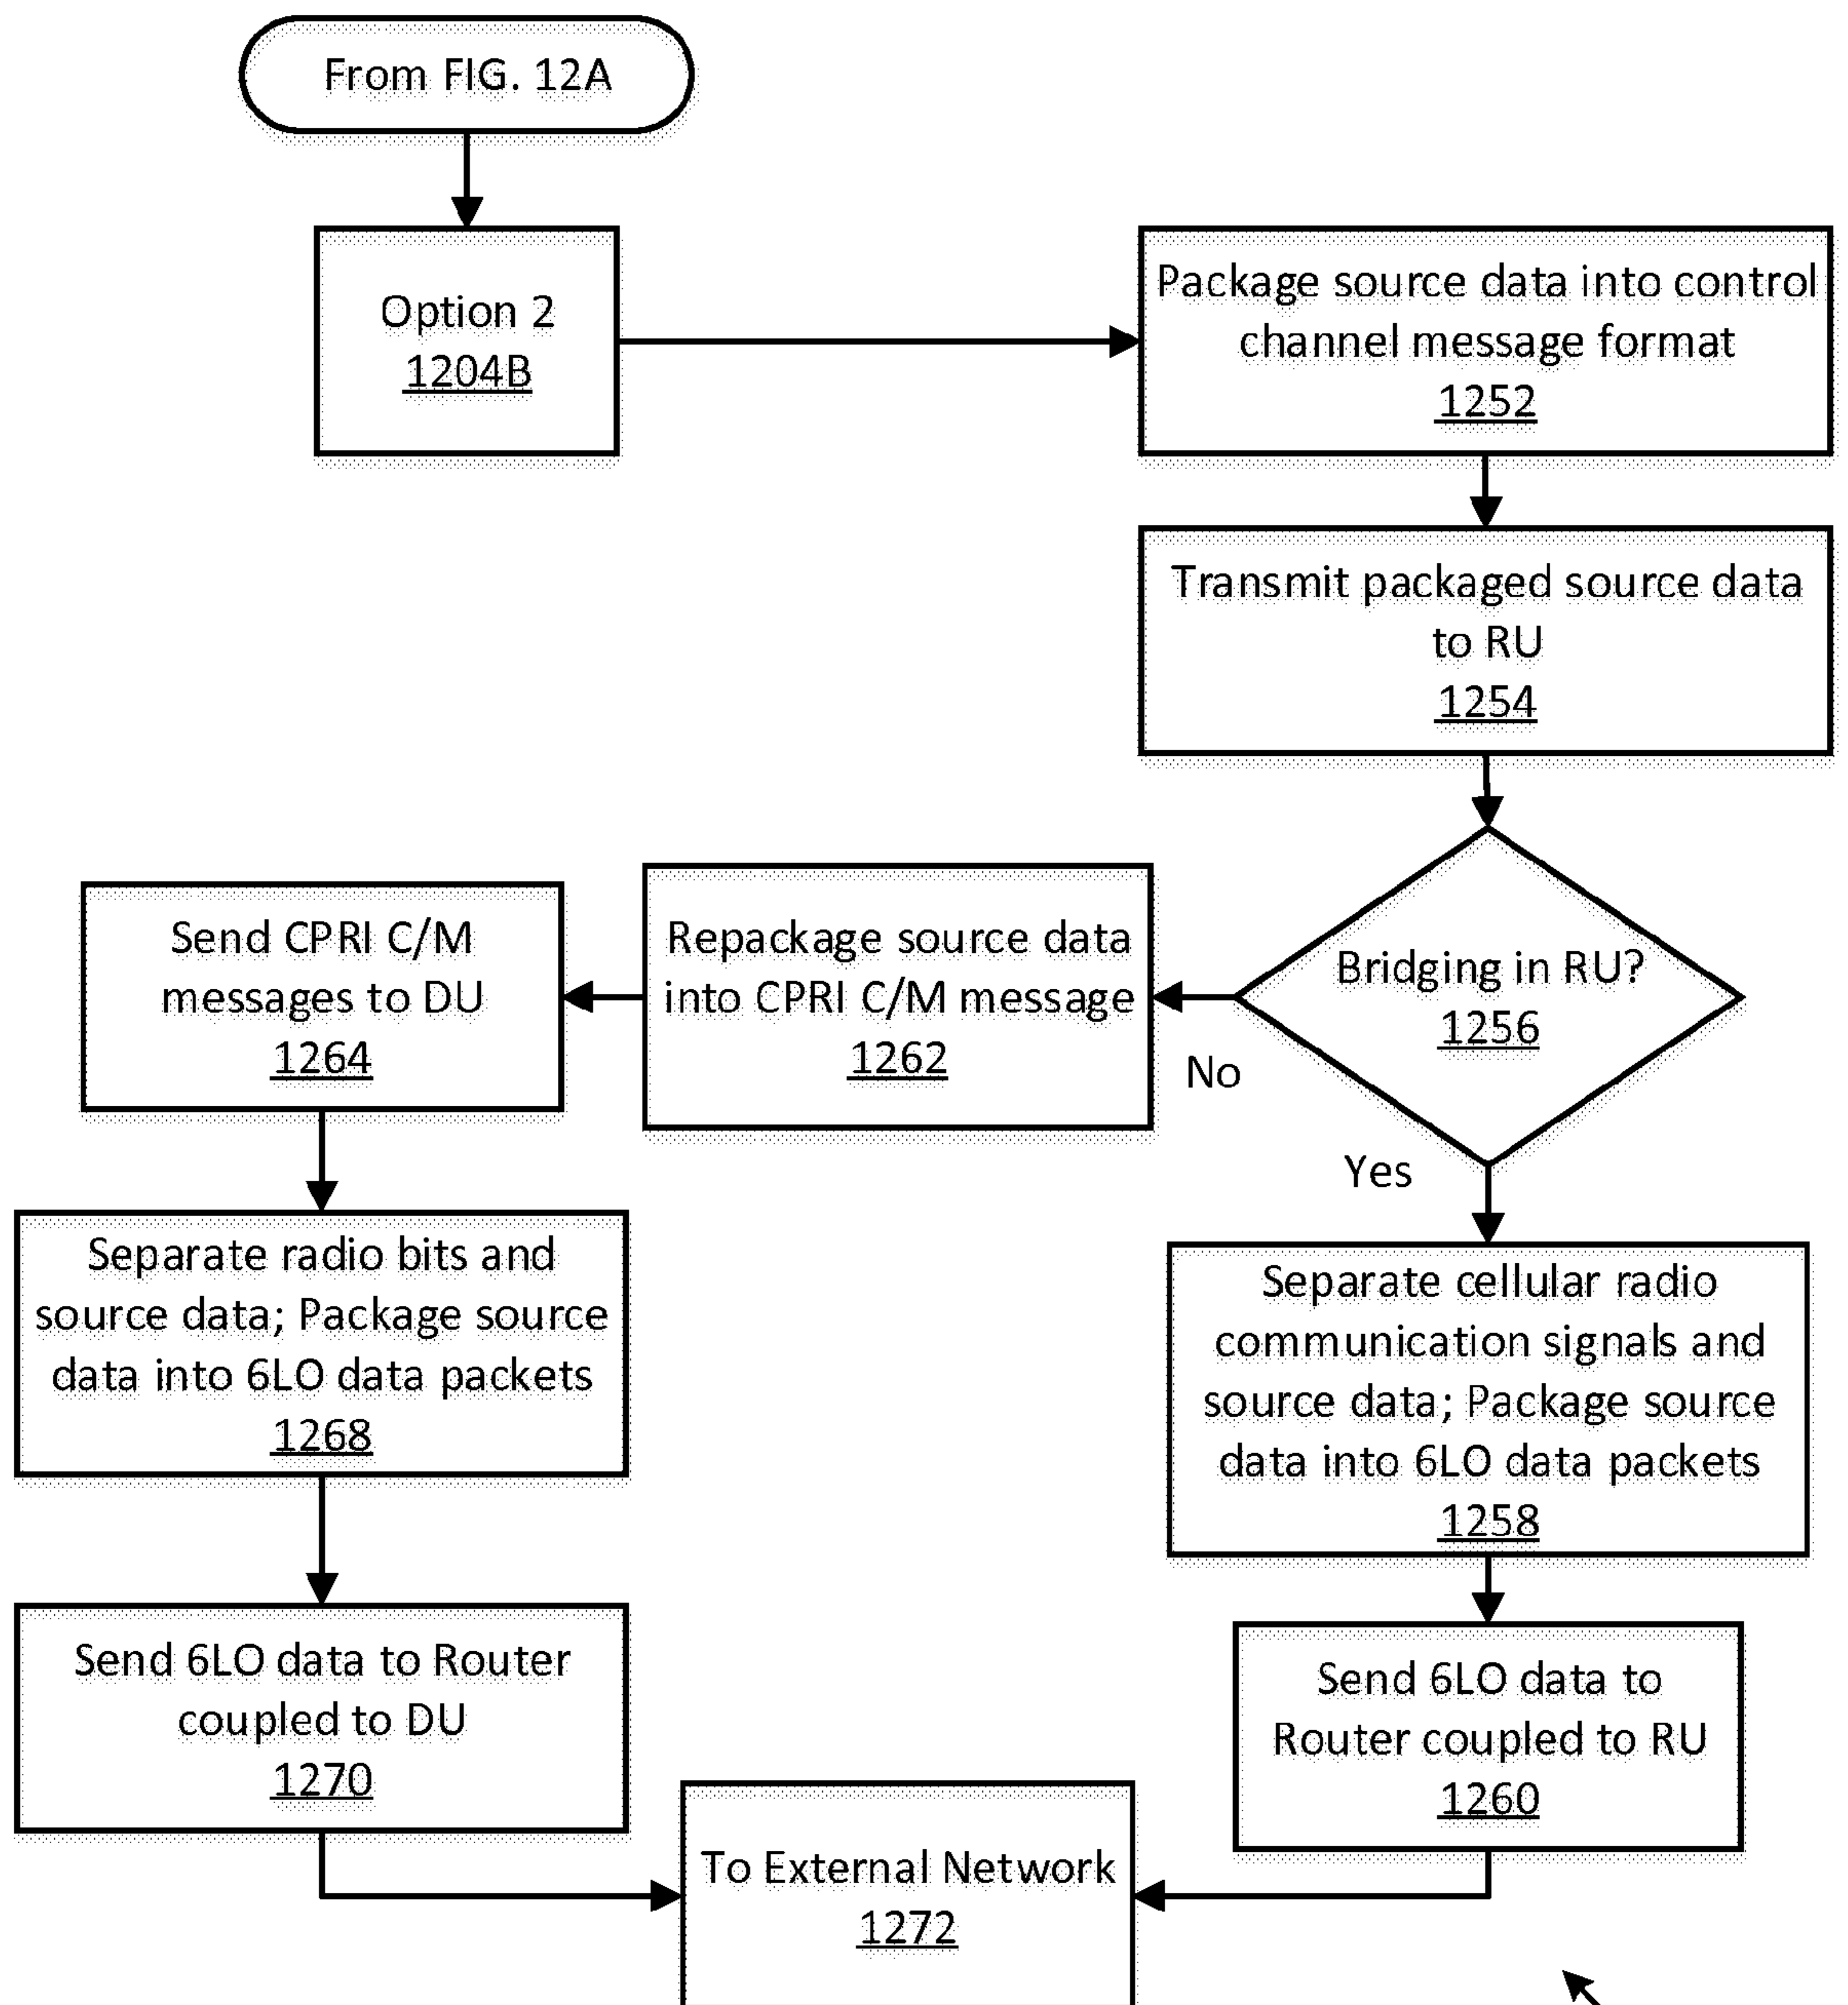 From FIG. 12A
Option 2
1204B
Package source data into control
channel message format
1252
Transmit packaged source data
to RU
1254
Bridging in RU?
1256
No
Yes
Repackage source data
into CPRI C/M message
1262
Send CPRI C/M
messages to DU
1264
Separate radio bits and
source data; Package source
data into 6LO data packets
1268
Send 6LO data to Router
coupled to DU
1270
Separate cellular radio
communication signals and
source data; Package source
data into 6LO data packets
1258
Send 6LO data to
Router coupled to RU
1260
To External Network
1272